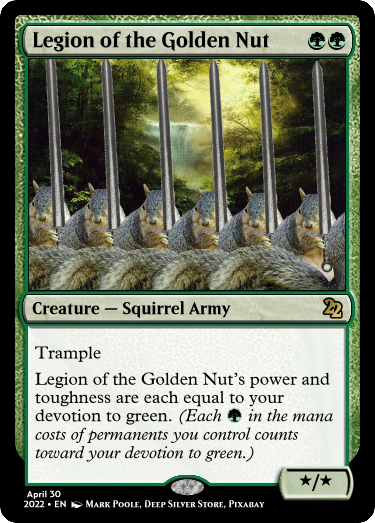 Legion of the Golden Nut
Creature — Squirrel Army
22
Trample
Legion of the Golden Nut's power and
toughness are each equal to your
devotion to green. (Each in the mana
costs of permanents you control counts
toward your devotion to green.)
★/★
April 30
2022 • EN Mark Poole, Deep Silver Store, Pixabay